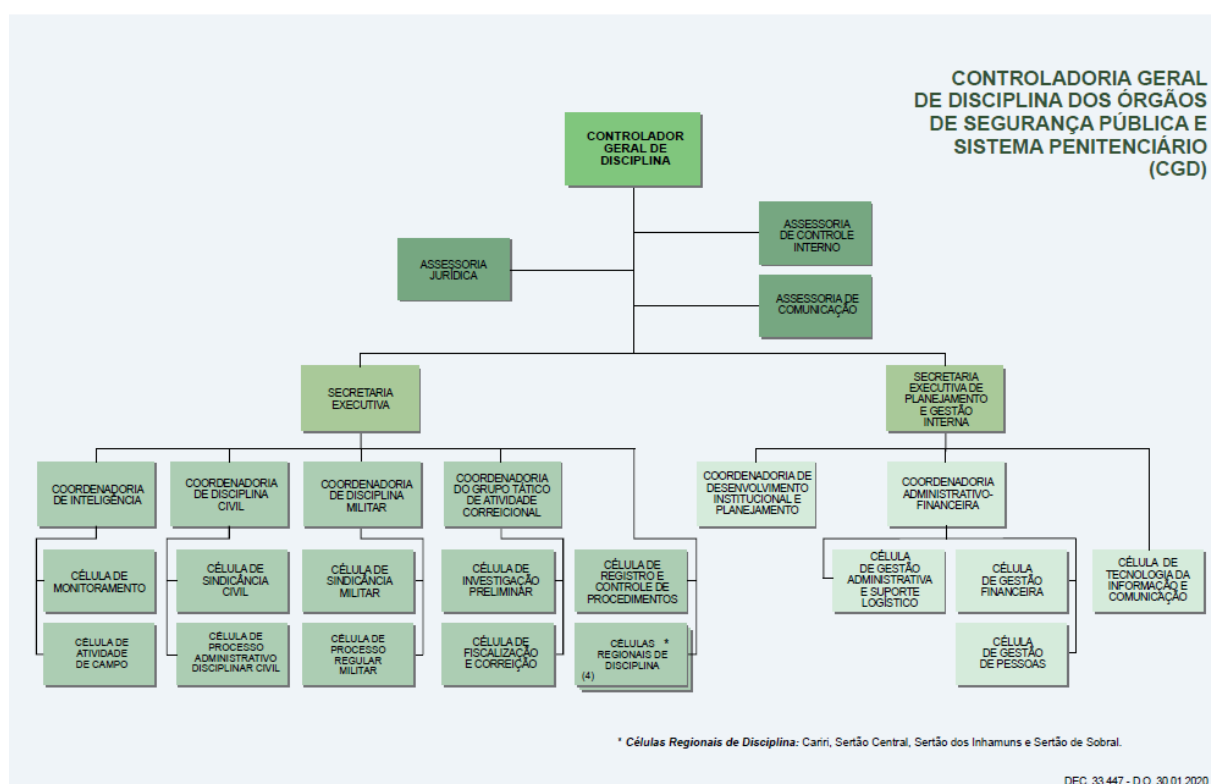 CONTROLADORIA GERAL
DE DISCIPLINA DOS ÓRGÃOS
DE SEGURANÇA PÚBLICA E
SISTEMA PENITENCIÁRIO
(CGD)
CONTROLADOR
GERAL DE
DISCIPLINA
ASSESSORIA
DE CONTROLE
INTERNO
ASSESSORIA
JURÍDICA
ASSESSORIA DE
COMUNICAÇÃO
SECRETARIA
EXECUTIVA
SECRETARIA
EXECUTIVA DE
PLANEJAMENTO
E GESTÃO
INTERNA
COORDENADORIA
DE INTELIGÊNCIA
COORDENADORIA
DE DISCIPLINA
CIVIL
COORDENADORIA
DE DISCIPLINA
MILITAR
COORDENADORIA
DO GRUPO TÁTICO
DE ATIVIDADE
CORREICIONAL
COORDENADORIA DE
DESENVOLVIMENTO
INSTITUCIONAL E
PLANEJAMENTO
COORDENADORIA
ADMINISTRATIVO-
FINANCEIRA
CÉLULA DE
MONITORAMENTO
CÉLULA DE
SINDICÂNCIA
CIVIL
CÉLULA DE
SINDICÂNCIA
MILITAR
CÉLULA DE
INVESTIGAÇÃO
PRELIMINAR
CÉLULA DE
REGISTRO E
CONTROLE DE
PROCEDIMENTOS
CÉLULA
DE GESTÃO
ADMINISTRATIVA
E SUPORTE
LOGÍSTICO
CÉLULA
DE GESTÃO
FINANCEIRA
CÉLULA DE
TECNOLOGIA DA
INFORMAÇÃO E
COMUNICAÇÃO
CÉLULA DE
ATIVIDADE
DE CAMPO
CÉLULA DE
PROCESSO
ADMINISTRATIVO
DISCIPLINAR CIVIL
CÉLULA DE
PROCESSO
REGULAR
MILITAR
CÉLULA DE
FISCALIZAÇÃO
E CORREIÇÃO
CÉLULAS *
REGIONAIS DE
DISCIPLINA
(4)
CÉLULA
DE GESTÃO
DE PESSOAS
* Células Regionais de Disciplina: Cariri, Sertão Central, Sertão dos Inhamuns e Sertão de Sobral.
DEC. 33.447 - D.O. 30.01.2020